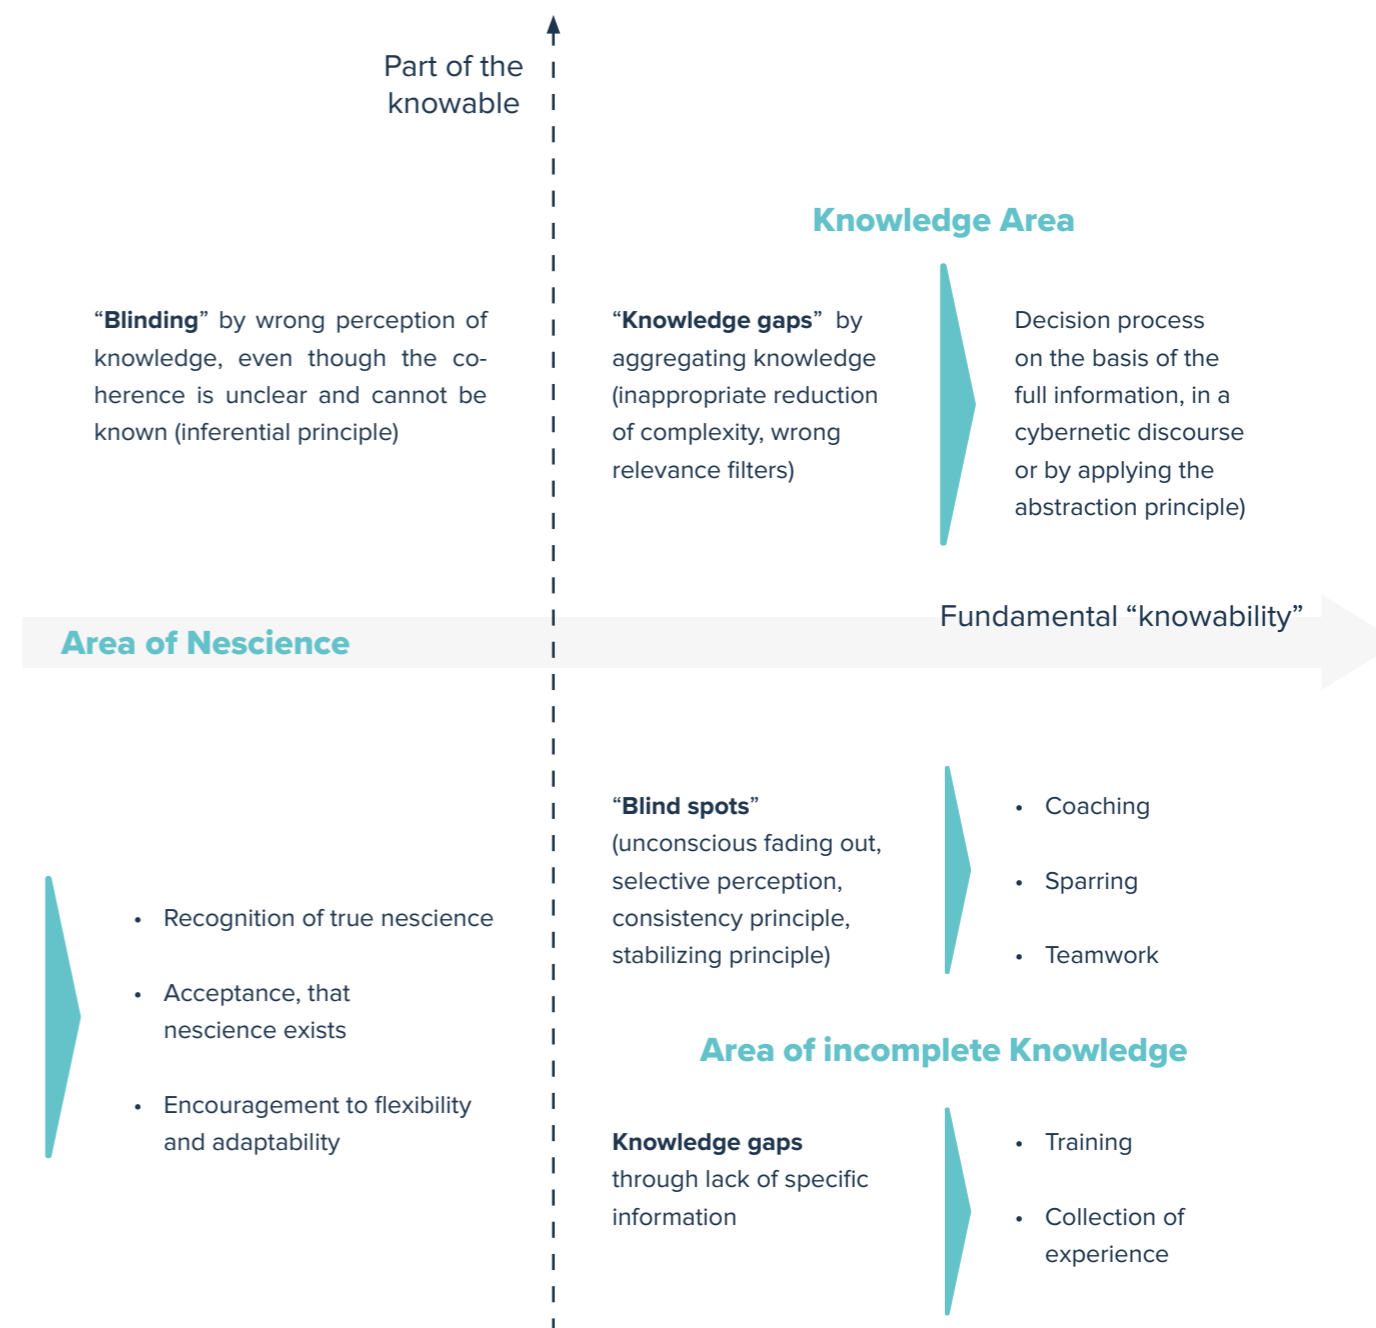 Part of the
knowable
Knowledge Area
“Blinding” by wrong perception of
knowledge, even though the co-
herence is unclear and cannot be
known (inferential principle)
“Knowledge gaps” by
aggregating knowledge
(inappropriate reduction
of complexity, wrong
relevance filters)
Decision process
on the basis of the
full information, in a
cybernetic discourse
or by applying the
abstraction principle)
Fundamental “knowability”
Area of Nescience
• Recognition of true nescience
• Acceptance, that
nescience exists
• Encouragement to flexibility
and adaptability
“Blind spots”
(unconscious fading out,
selective perception,
consistency principle,
stabilizing principle)
• Coaching
• Sparring
• Teamwork
Area of incomplete Knowledge
Knowledge gaps
through lack of specific
information
• Training
• Collection of
experience